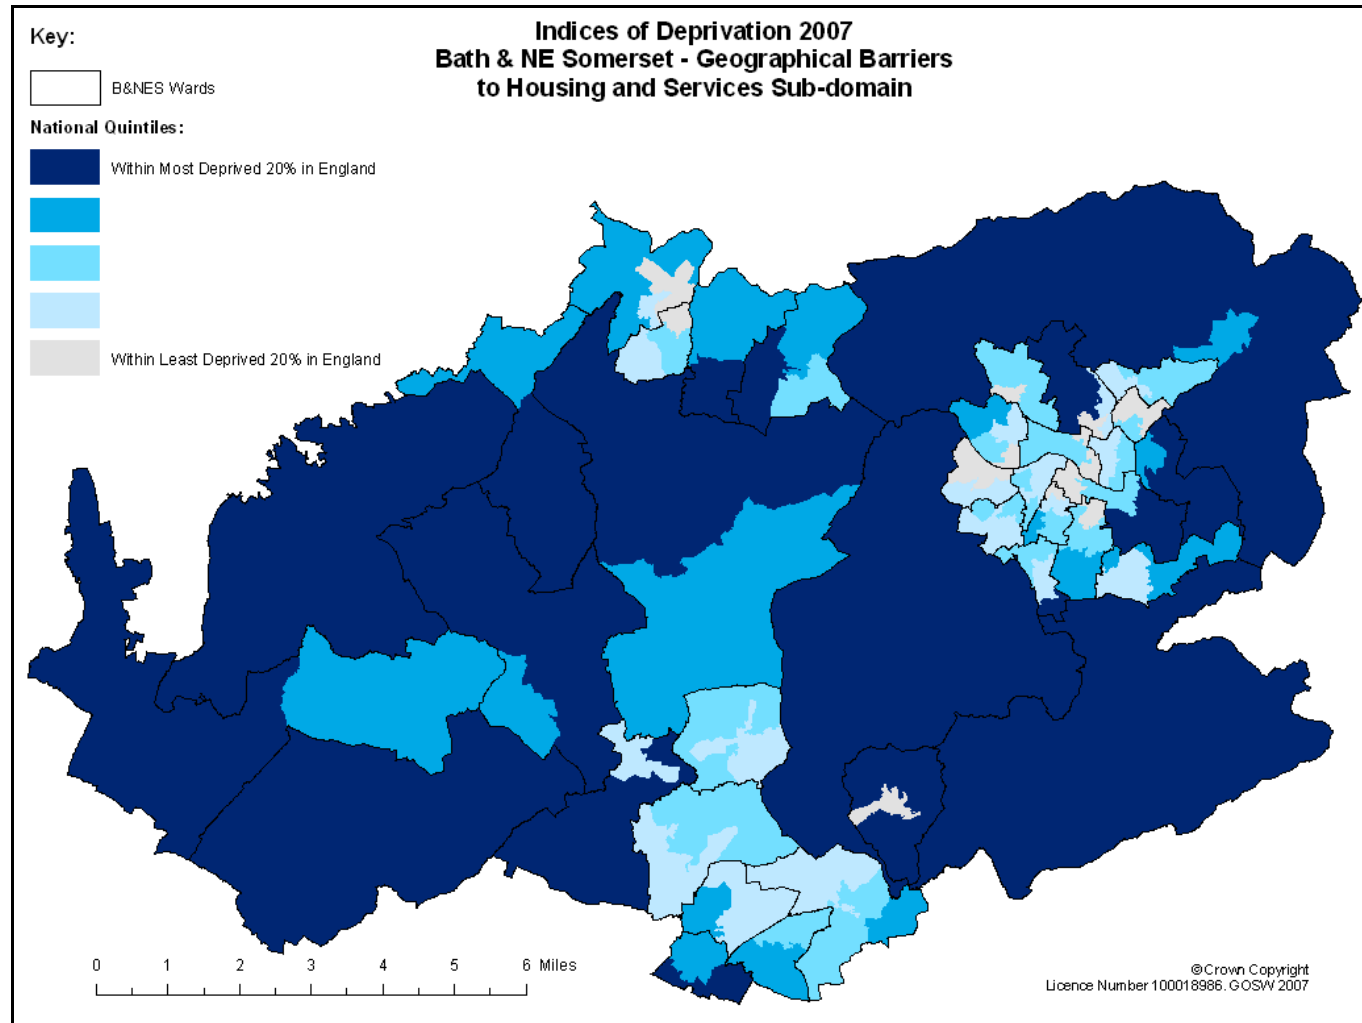 Key:
Indices of Deprivation 2007
Bath & NE Somerset - Geographical Barriers
to Housing and Services Sub-domain
B&NES Wards
National Quintiles:
Within Most Deprived 20% in England
Within Least Deprived 20% in England
0 1 2 3 4 5 6 Miles
©Crown Copyright
Licence Number 100018986. GOSW 2007